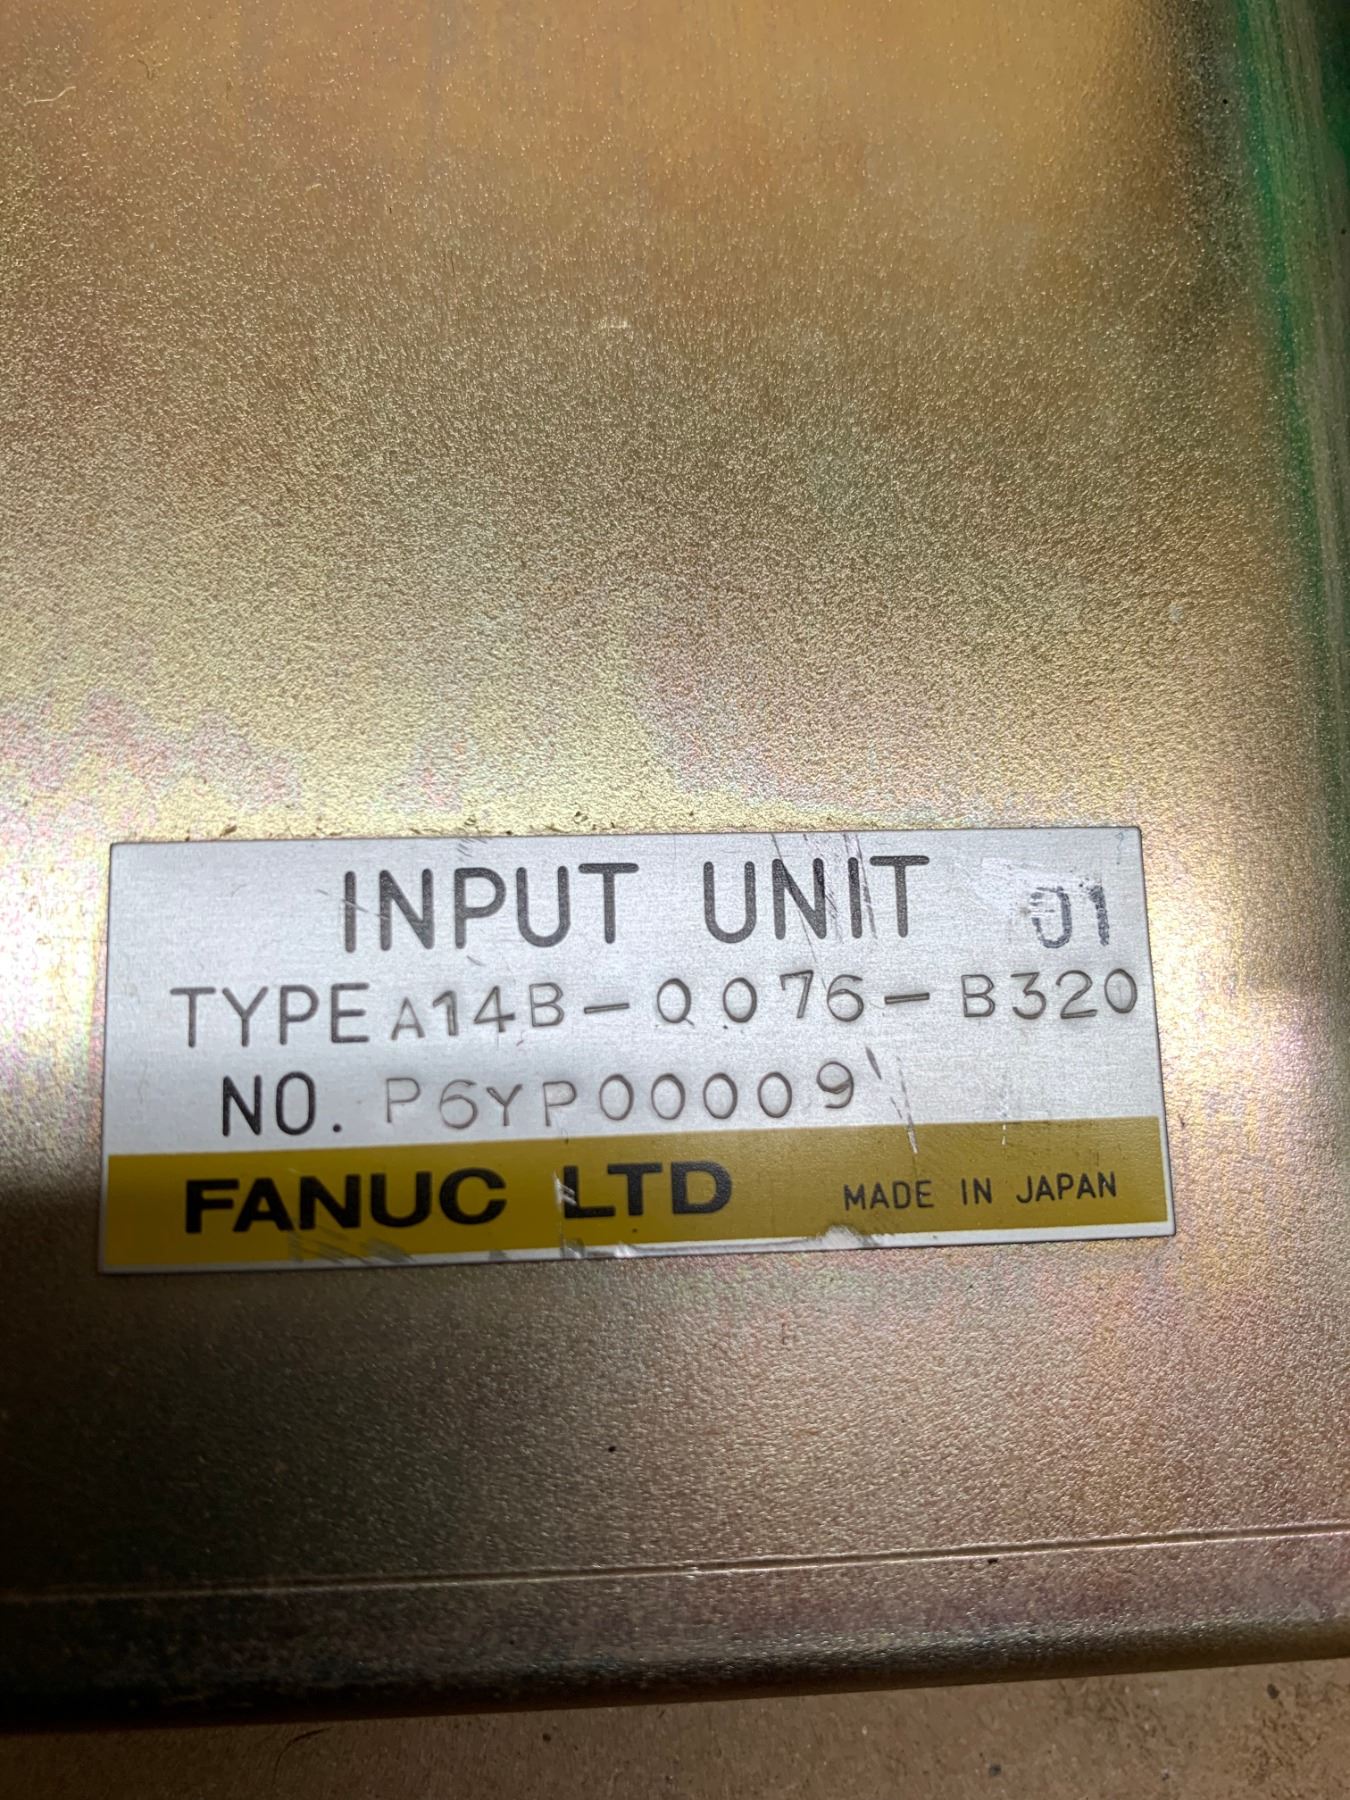 INPUT UNIT 01
TYPE A14B-0076-B320
NO. P6YP00009
FANUC LTD MADE IN JAPAN